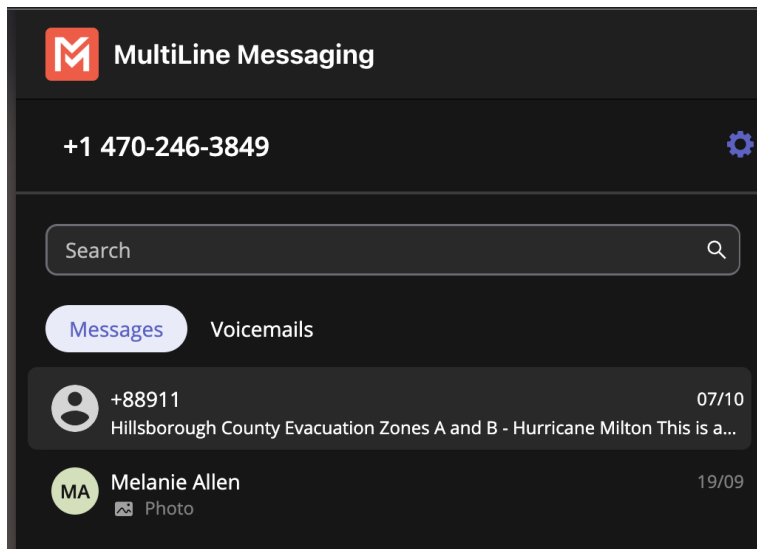 MultiLine Messaging
+1 470-246-3849
Search
Messages Voicemails
+88911 07/10
Hillsborough County Evacuation Zones A and B - Hurricane Milton This is a...
MA Melanie Allen 19/09
Photo